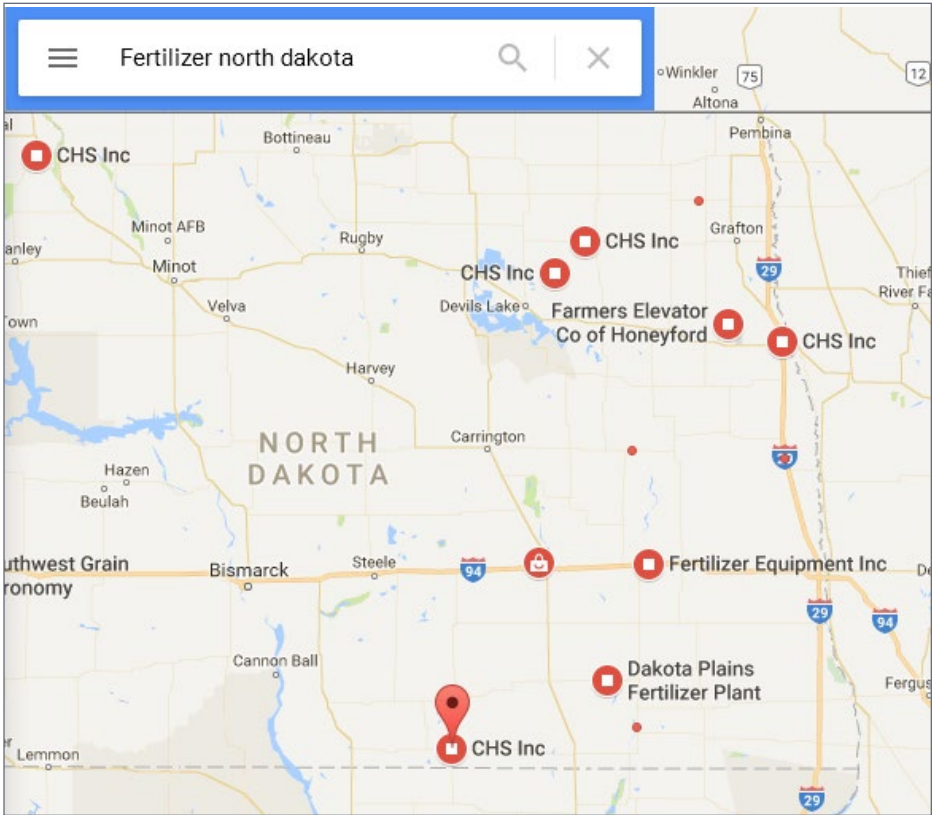 Fertilizer north dakota
Winkler
75
12
Altona
Pembina
al
Bottineau
CHS Inc
Minot AFB
Rugby
CHS Inc
Grafton
anley
Minot
CHS Inc
29
Thief
River Fa
Velva
Devils Lake
Farmers Elevator
Co of Honeyford
Town
CHS Inc
Harvey
NORTH
DAKOTA
Carrington
Hazen
Beulah
uthwest Grain
ronomy
Bismarck
Steele
94
Fertilizer Equipment Inc
De
29
94
Cannon Ball
Dakota Plains
Fertilizer Plant
Fergus
er
Lemmon
CHS Inc
29